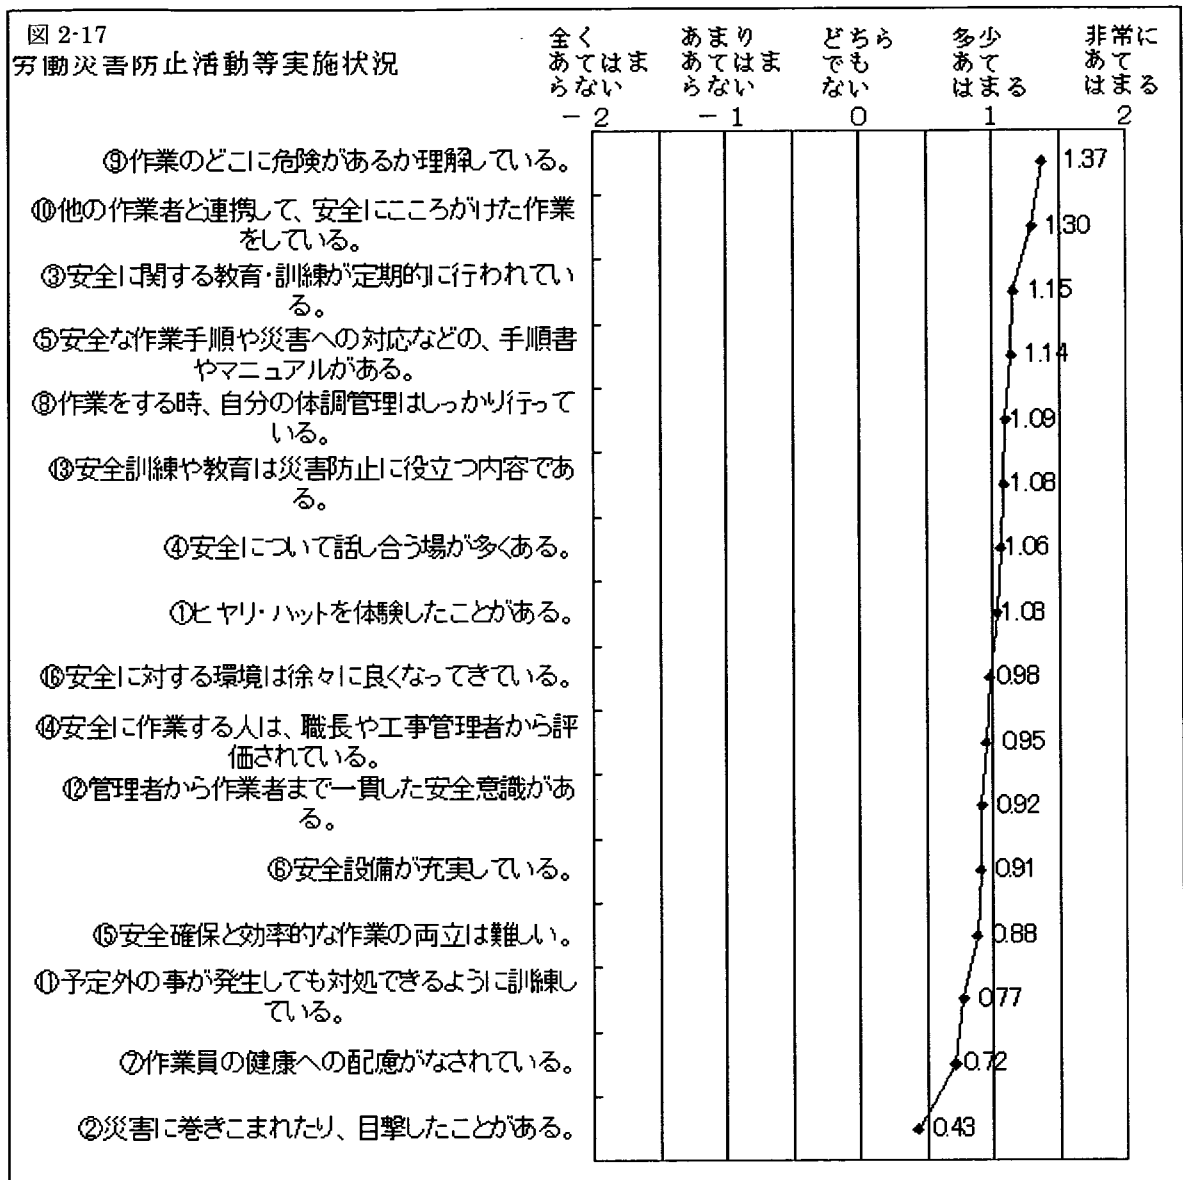 図 2-17
労働災害防止活動等実施状況
全く
あてはま
らない
あまり
あてはま
らない
どちら
でも
ない
多少
あて
はまる
非常に
あて
はまる
－2 －1 0 1 2
⑨作業のどこに危険があるか理解している。 1.37
⑩他の作業者と連携して、安全にこころがけた作業
をしている。 1.30
③安全に関する教育・訓練が定期的に行われてい
る。 1.15
⑤安全な作業手順や災害への対応などの、手順書
やマニュアルがある。 1.14
⑧作業をする時、自分の体調管理はしっかり行って
いる。 1.09
⑬安全訓練や教育は災害防止に役立つ内容であ
る。 1.08
④安全について話し合う場が多くある。 1.06
①ヒヤリ・ハットを体験したことがある。 1.03
⑯安全に対する環境は徐々に良くなってきている。 0.98
⑭安全に作業する人は、職長や工事管理者から評
価されている。 0.95
⑫管理者から作業者まで一貫した安全意識があ
る。 0.92
⑥安全設備が充実している。 0.91
⑮安全確保と効率的な作業の両立は難しい。 0.88
⑪予定外の事が発生しても対処できるように訓練し
ている。 0.77
⑦作業員の健康への配慮がなされている。 0.72
②災害に巻きこまれたり、目撃したことがある。 0.43